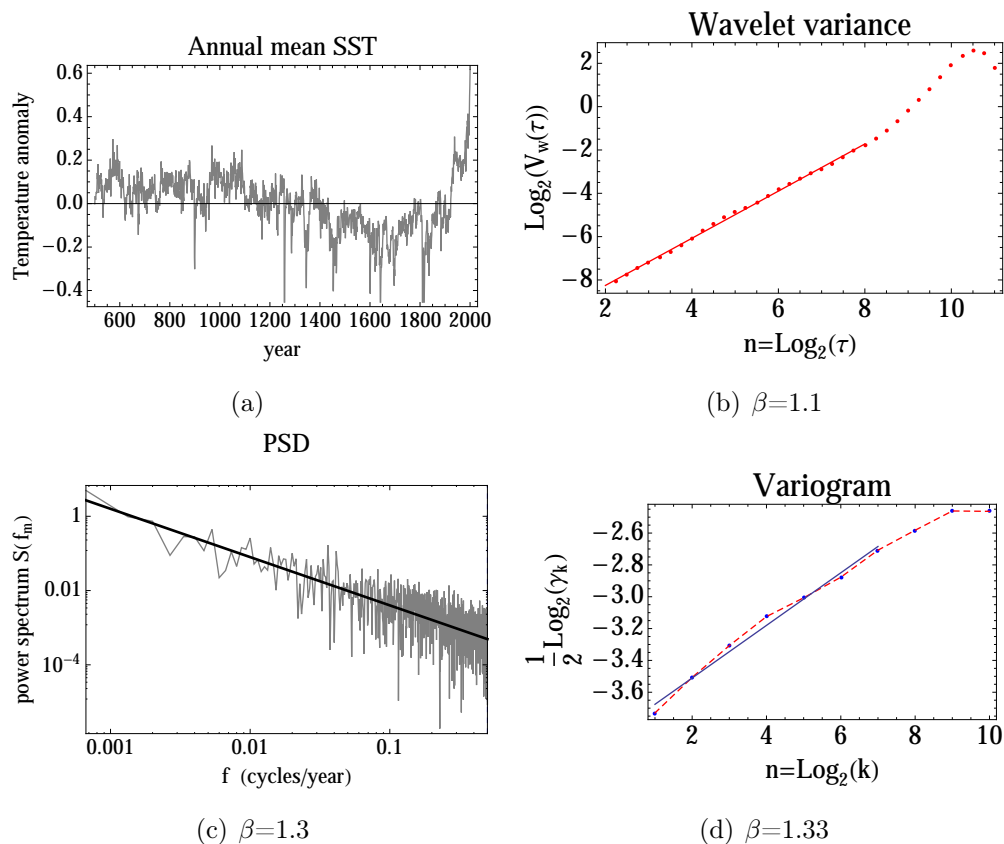 Annual mean SST
0.6
0.4
0.2
0.0
−0.2
−0.4
Temperature anomaly
600 800 1000 1200 1400 1600 1800 2000
year
(a)
Wavelet variance
2
0
−2
−4
−6
−8
Log2(Vw(τ))
2 4 6 8 10
n=Log2(τ)
(b) β=1.1
PSD
1
0.01
10−4
power spectrum S(fm)
0.001 0.01 0.1
f (cycles/year)
(c) β=1.3
Variogram
−2.6
−2.8
−3.0
−3.2
−3.4
−3.6
1/2 Log2(γk)
2 4 6 8 10
n=Log2(k)
(d) β=1.33